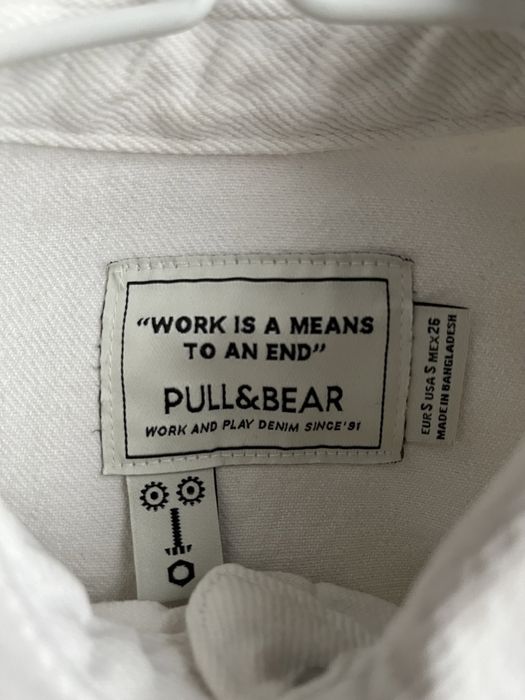 “WORK IS A MEANS
TO AN END”
PULL&BEAR
WORK AND PLAY DENIM SINCE'91
EUR S USA S MEX 26
MADE IN BANGLADESH